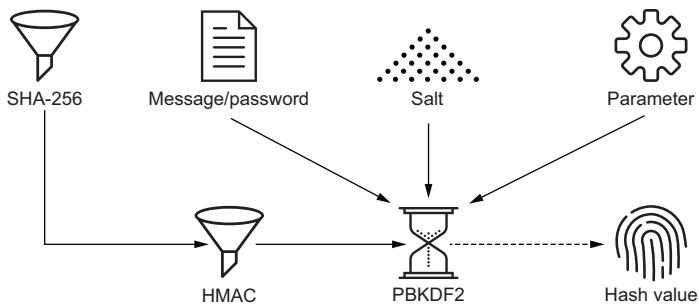 SHA-256
Message/password
Salt
Parameter
HMAC
PBKDF2
Hash value